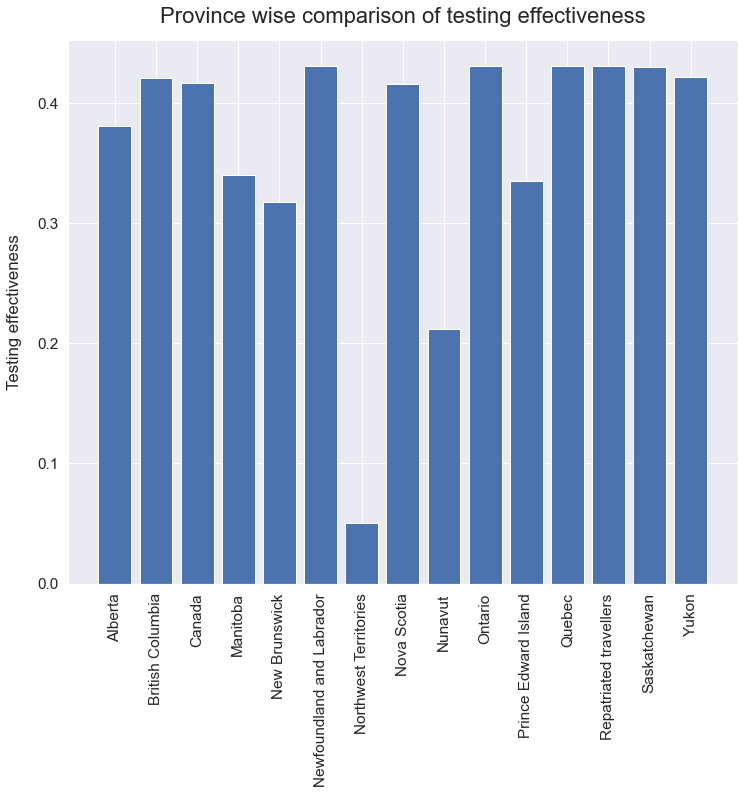 Province wise comparison of testing effectiveness
Testing effectiveness
0.4
0.3
0.2
0.1
0.0
Alberta
British Columbia
Canada
Manitoba
New Brunswick
Newfoundland and Labrador
Northwest Territories
Nova Scotia
Nunavut
Ontario
Prince Edward Island
Quebec
Repatriated travellers
Saskatchewan
Yukon